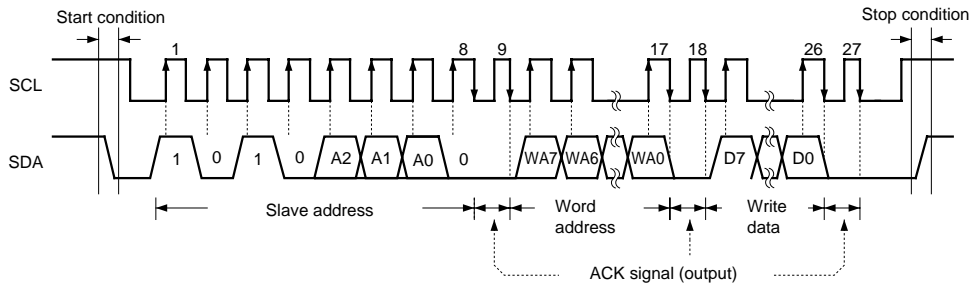 Start condition
Stop condition
1 8 9 17 18 26 27
SCL
SDA
1 0 1 0 A2 A1 A0 0 WA7 WA6 WA0 D7 D0
Slave address
Word
address
Write
data
ACK signal (output)